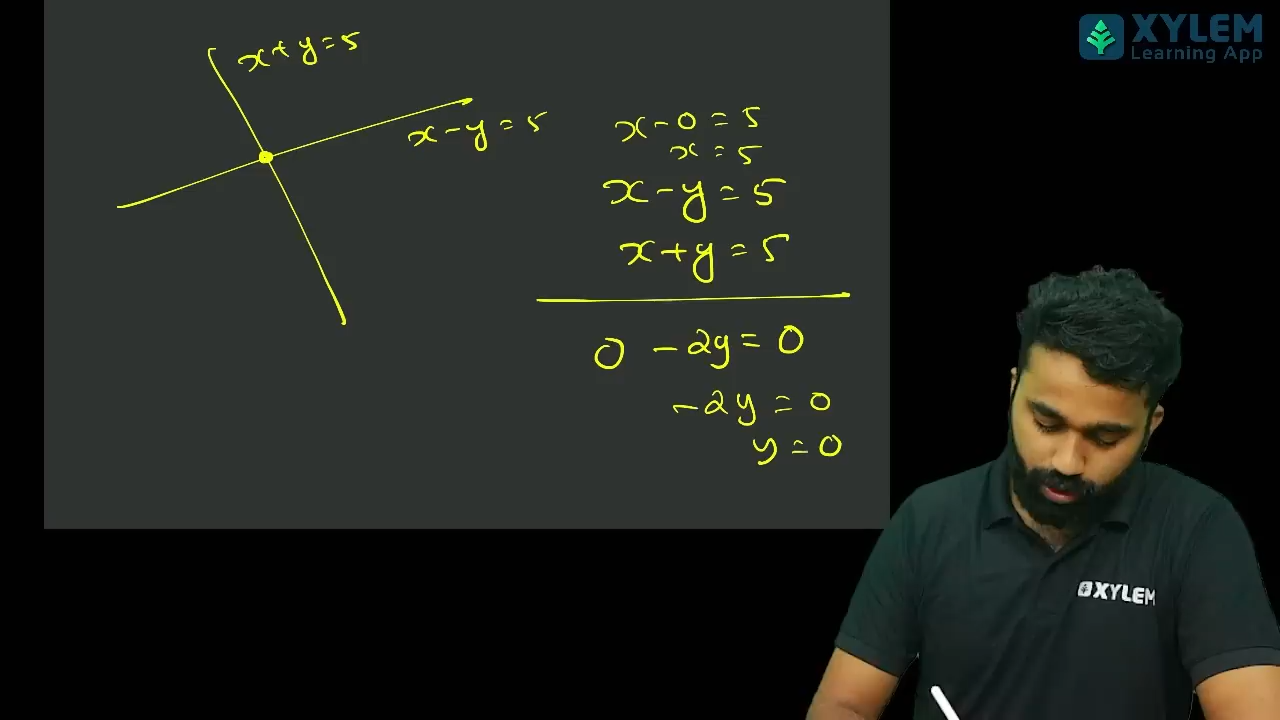 XYLEM
Learning App
x+y=5
x-y=5
x-0=5
x=5
x-y=5
x+y=5
0 -2y=0
-2y=0
y=0
XYLEM